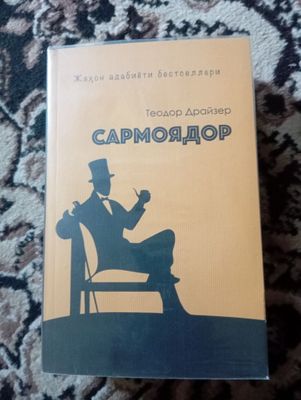 Жаҳон адабиёти бестселлари
Теодор Драйзер
САРМОЯДОР